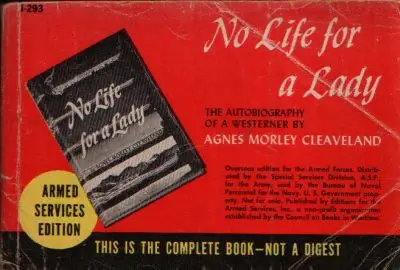 I-293
No Life for
a Lady
THE AUTOBIOGRAPHY
OF A WESTERNER BY
AGNES MORLEY CLEAVELAND
No Life
for a Lady
AGNES MORLEY CLEAVELAND
Overseas edition for the Armed Forces. Distrib-
uted by the Special Services Division, A.S.F.,
for the Army, and by the Bureau of Naval
Personnel for the Navy. U. S. Government prop-
erty. Not for sale. Published by Editions for the
Armed Services, Inc., a non-profit organization
established by the Council on Books in Wartime.
ARMED
SERVICES
EDITION
THIS IS THE COMPLETE BOOK—NOT A DIGEST